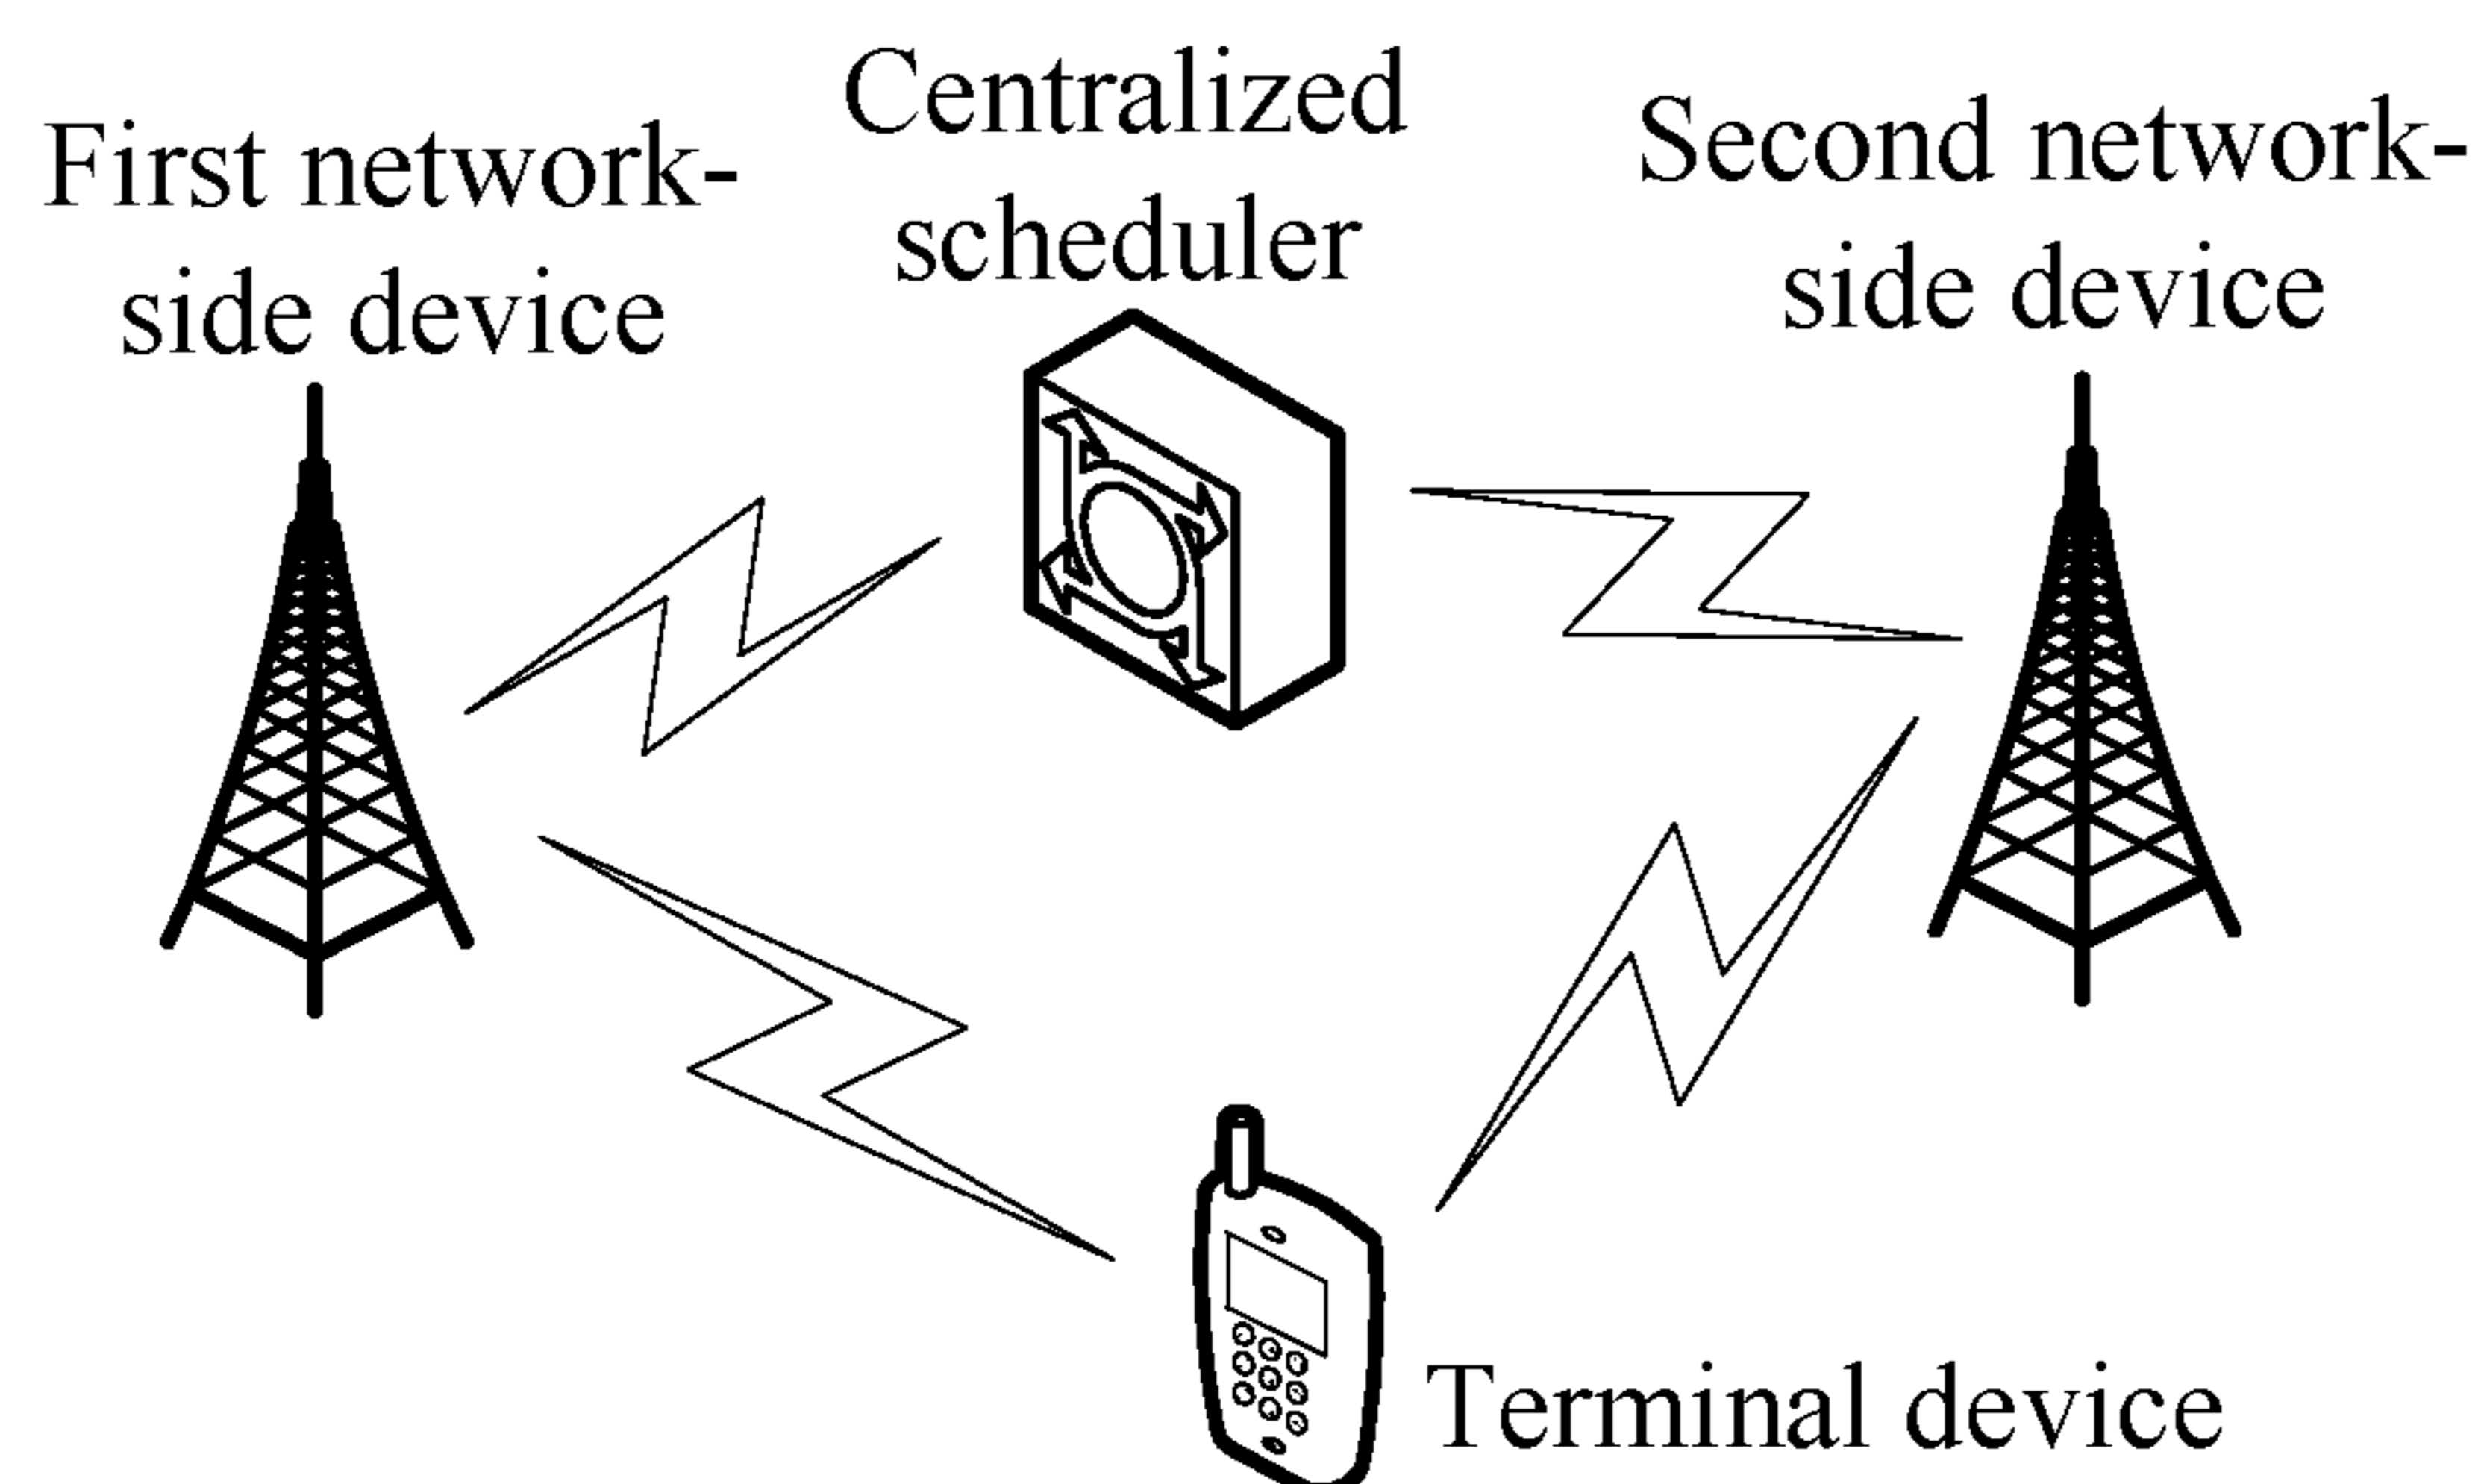 First network-
side device
Centralized
scheduler
Second network-
side device
Terminal device